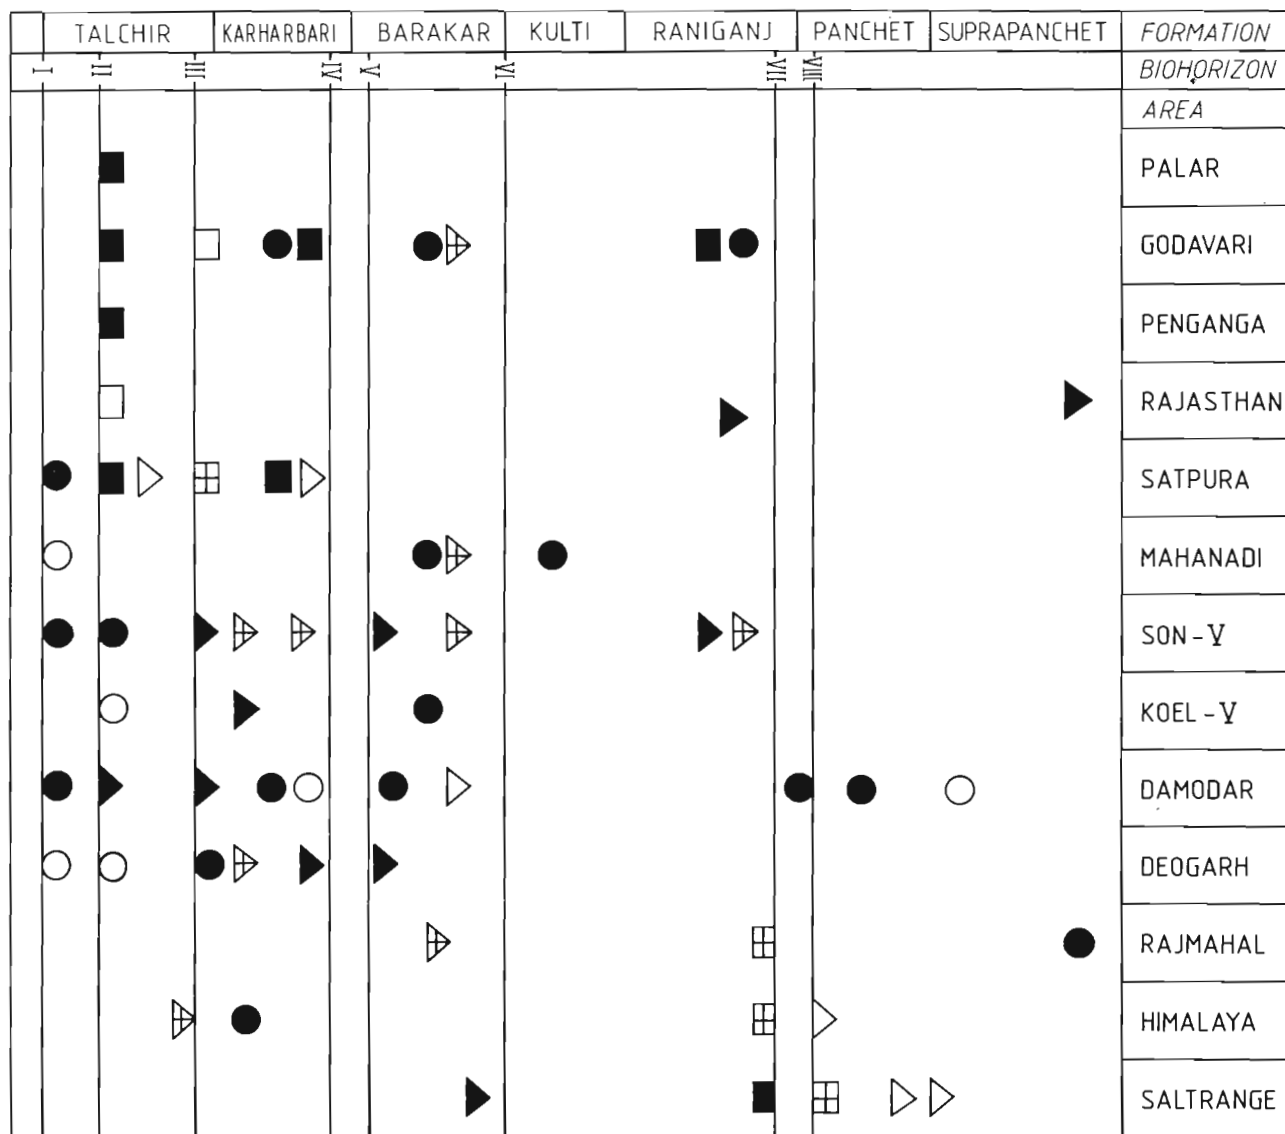 TALCHIR KARHARBARI BARAKAR KULTI RANIGANJ PANCHET SUPRAPANCHET FORMATION
I II III IV V VI VII VIII BIOHORIZON
AREA
PALAR
GODAVARI
PENGANGA
RAJASTHAN
SATPURA
MAHANADI
SON-V
KOEL-V
DAMODAR
DEOGARH
RAJMAHAL
HIMALAYA
SALTRANGE